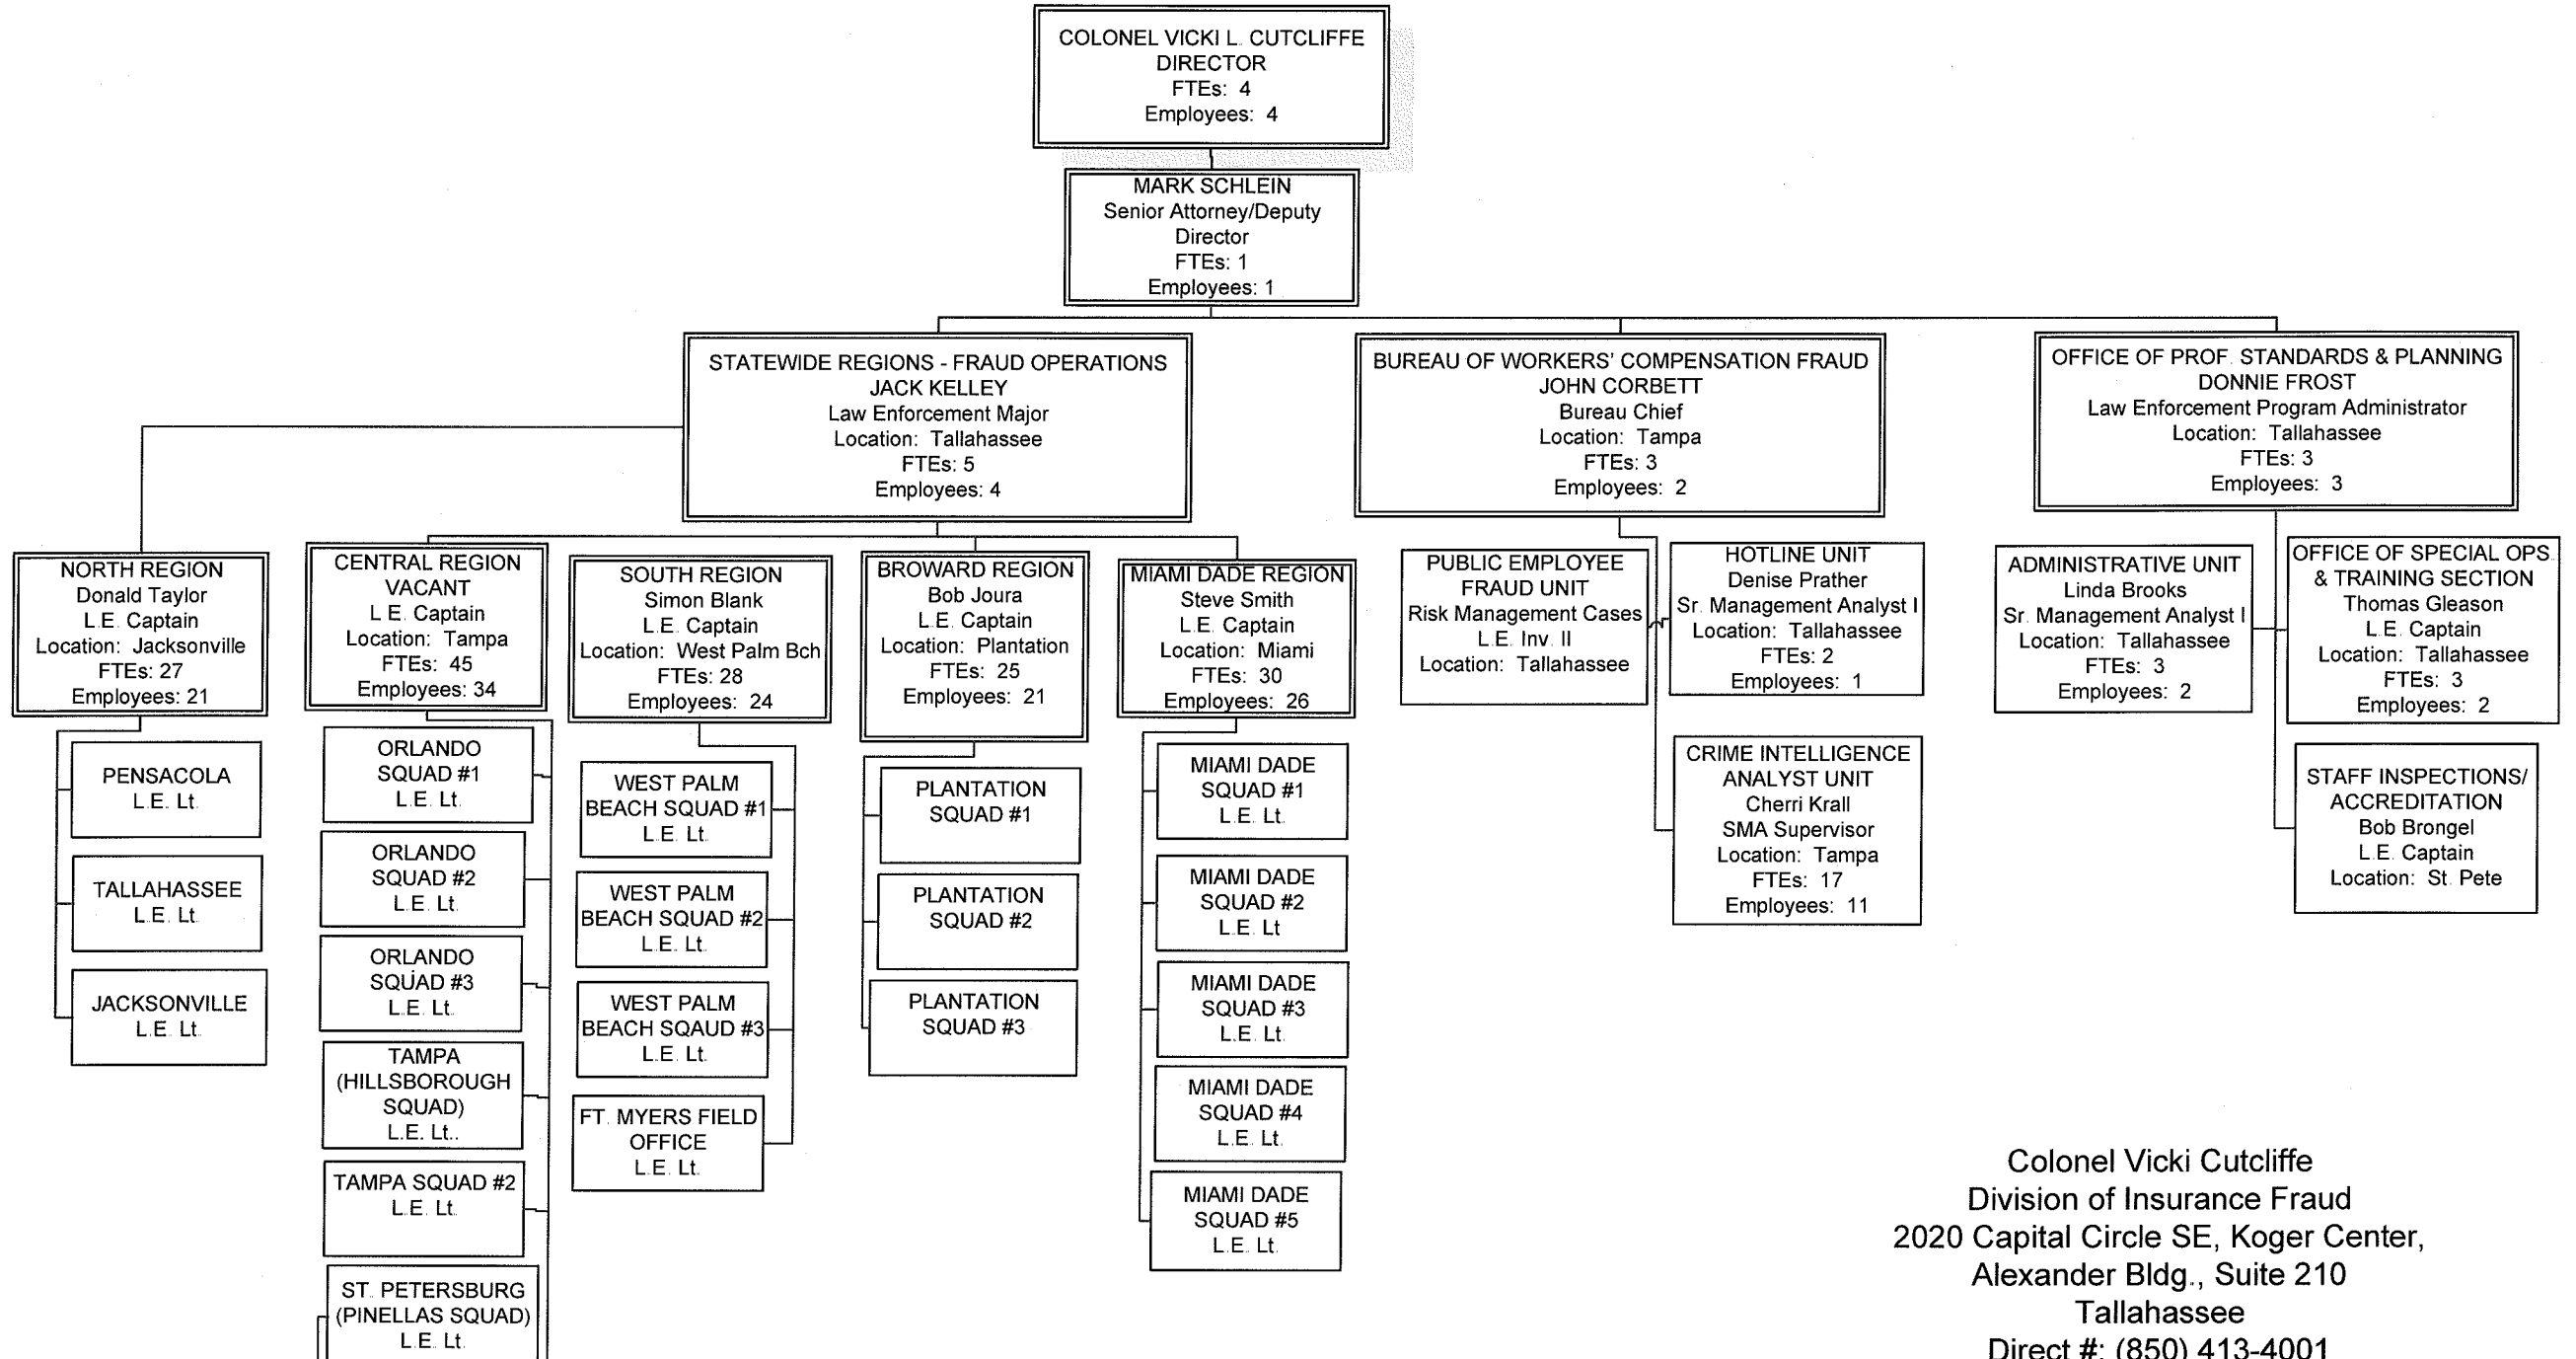 COLONEL VICKI L. CUTCLIFFE
DIRECTOR
FTEs: 4
Employees: 4
MARK SCHLEIN
Senior Attorney/Deputy
Director
FTEs: 1
Employees: 1
STATEWIDE REGIONS - FRAUD OPERATIONS
JACK KELLEY
Law Enforcement Major
Location: Tallahassee
FTEs: 5
Employees: 4
BUREAU OF WORKERS' COMPENSATION FRAUD
JOHN CORBETT
Bureau Chief
Location: Tampa
FTEs: 3
Employees: 2
OFFICE OF PROF. STANDARDS & PLANNING
DONNIE FROST
Law Enforcement Program Administrator
Location: Tallahassee
FTEs: 3
Employees: 3
NORTH REGION
Donald Taylor
L.E. Captain
Location: Jacksonville
FTEs: 27
Employees: 21
CENTRAL REGION
VACANT
L.E. Captain
Location: Tampa
FTEs: 45
Employees: 34
SOUTH REGION
Simon Blank
L.E. Captain
Location: West Palm Bch
FTEs: 28
Employees: 24
BROWARD REGION
Bob Joura
L.E. Captain
Location: Plantation
FTEs: 25
Employees: 21
MIAMI DADE REGION
Steve Smith
L.E. Captain
Location: Miami
FTEs: 30
Employees: 26
PUBLIC EMPLOYEE
FRAUD UNIT
Risk Management Cases
L.E. Inv. II
Location: Tallahassee
HOTLINE UNIT
Denise Prather
Sr. Management Analyst I
Location: Tallahassee
FTEs: 2
Employees: 1
ADMINISTRATIVE UNIT
Linda Brooks
Sr. Management Analyst I
Location: Tallahassee
FTEs: 3
Employees: 2
OFFICE OF SPECIAL OPS.
& TRAINING SECTION
Thomas Gleason
L.E. Captain
Location: Tallahassee
FTEs: 3
Employees: 2
PENSACOLA
L.E. Lt.
TALLAHASSEE
L.E. Lt.
JACKSONVILLE
L.E. Lt.
ORLANDO
SQUAD #1
L.E. Lt.
ORLANDO
SQUAD #2
L.E. Lt.
ORLANDO
SQUAD #3
L.E. Lt.
TAMPA
(HILLSBOROUGH
SQUAD)
L.E. Lt..
TAMPA SQUAD #2
L.E. Lt.
ST. PETERSBURG
(PINELLAS SQUAD)
L.E. Lt.
WEST PALM
BEACH SQUAD #1
L.E. Lt.
WEST PALM
BEACH SQUAD #2
L.E. Lt.
WEST PALM
BEACH SQAUD #3
L.E. Lt.
FT. MYERS FIELD
OFFICE
L.E. Lt.
PLANTATION
SQUAD #1
PLANTATION
SQUAD #2
PLANTATION
SQUAD #3
MIAMI DADE
SQUAD #1
L.E. Lt.
MIAMI DADE
SQUAD #2
L.E. Lt
MIAMI DADE
SQUAD #3
L.E. Lt.
MIAMI DADE
SQUAD #4
L.E. Lt.
MIAMI DADE
SQUAD #5
L.E. Lt.
CRIME INTELLIGENCE
ANALYST UNIT
Cherri Krall
SMA Supervisor
Location: Tampa
FTEs: 17
Employees: 11
STAFF INSPECTIONS/
ACCREDITATION
Bob Brongel
L.E. Captain
Location: St. Pete
Colonel Vicki Cutcliffe
Division of Insurance Fraud
2020 Capital Circle SE, Koger Center,
Alexander Bldg., Suite 210
Tallahassee
Direct #: (850) 413-4001